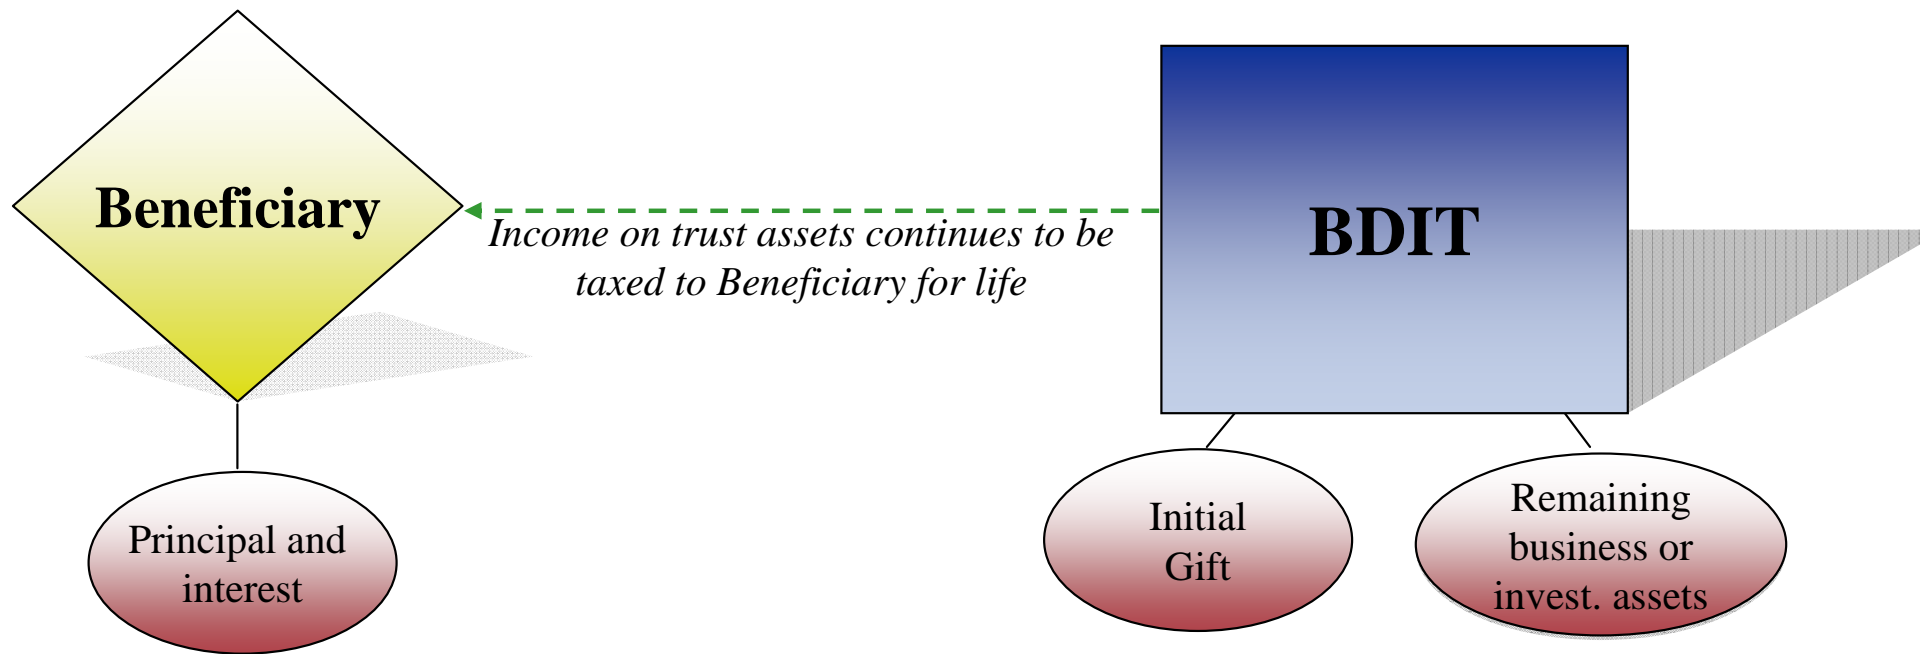 Beneficiary
Income on trust assets continues to be
taxed to Beneficiary for life
BDIT
Principal and
interest
Initial
Gift
Remaining
business or
invest. assets